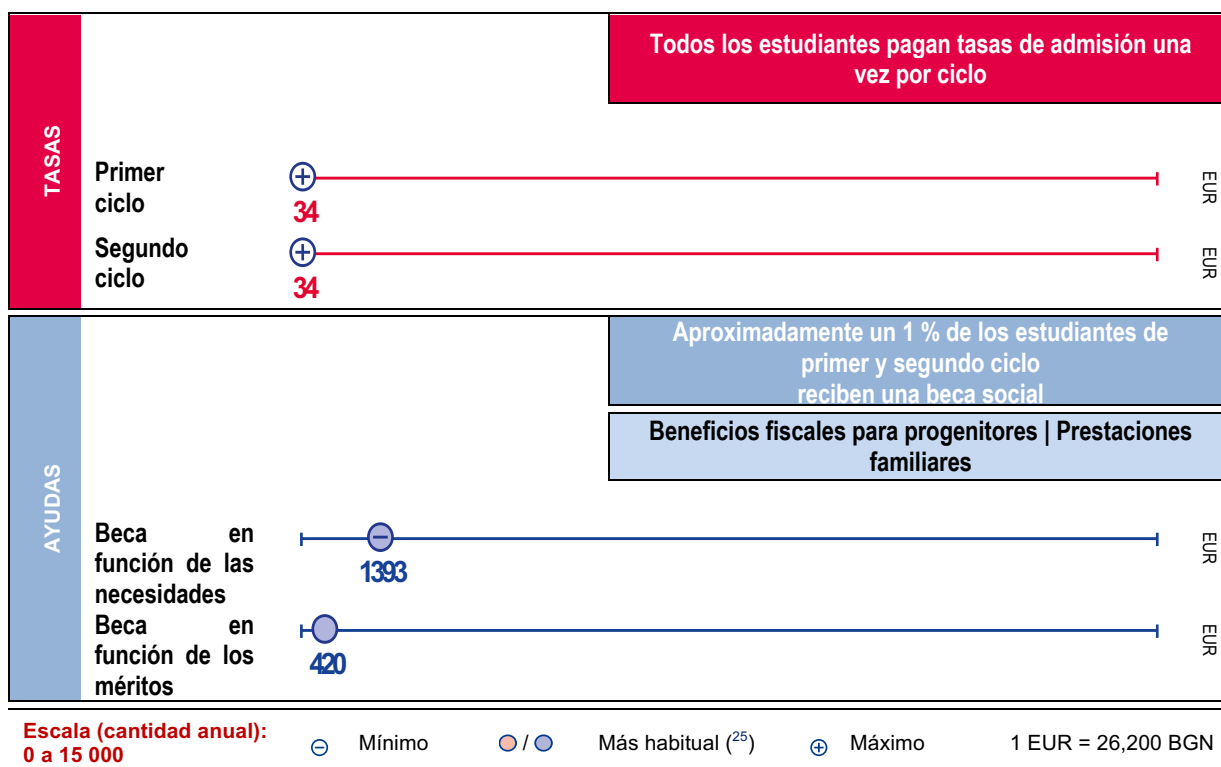 Todos los estudiantes pagan tasas de admisión una
vez por ciclo
TASAS
Primer
ciclo
34
EUR
Segundo
ciclo
34
EUR
Aproximadamente un 1 % de los estudiantes de
primer y segundo ciclo
reciben una beca social
Beneficios fiscales para progenitores | Prestaciones
familiares
AYUDAS
Beca en
función de las
necesidades
1393
EUR
Beca en
función de los
méritos
420
EUR
Escala (cantidad anual):
0 a 15 000
Mínimo
/
Más habitual (25)
Máximo
1 EUR = 26,200 BGN